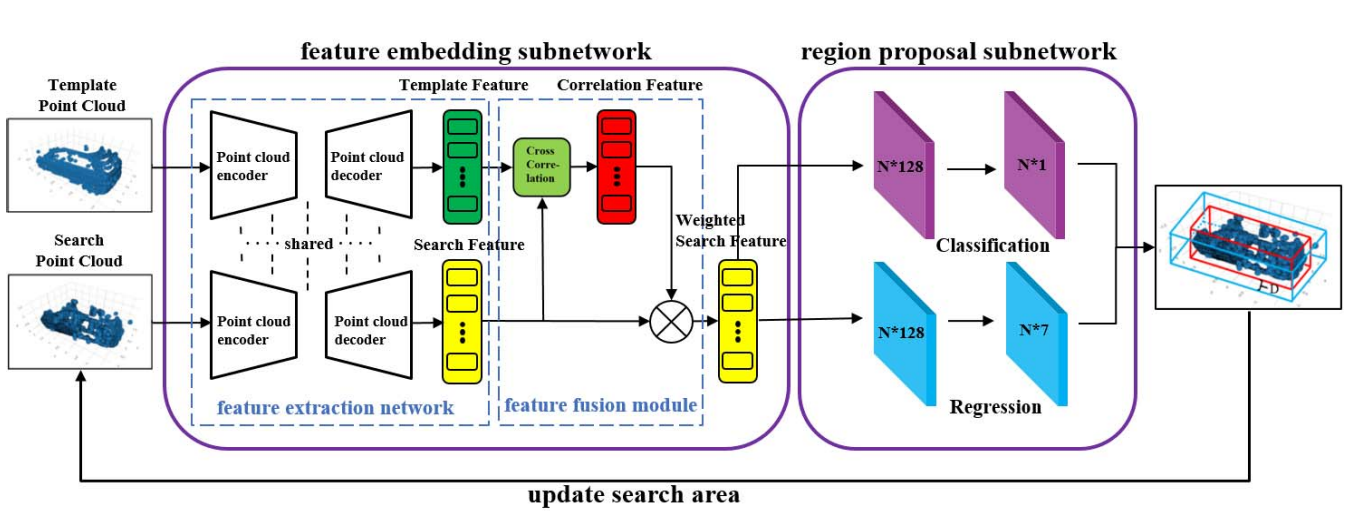 feature embedding subnetwork
region proposal subnetwork
Template
Point Cloud
Template Feature
Correlation Feature
Point cloud
encoder
Point cloud
decoder
Cross
Corre-
lation
N*128
N*1
Search
Point Cloud
shared
Search Feature
Weighted
Search Feature
Classification
Point cloud
encoder
Point cloud
decoder
N*128
N*7
D
feature extraction network
feature fusion module
Regression
update search area